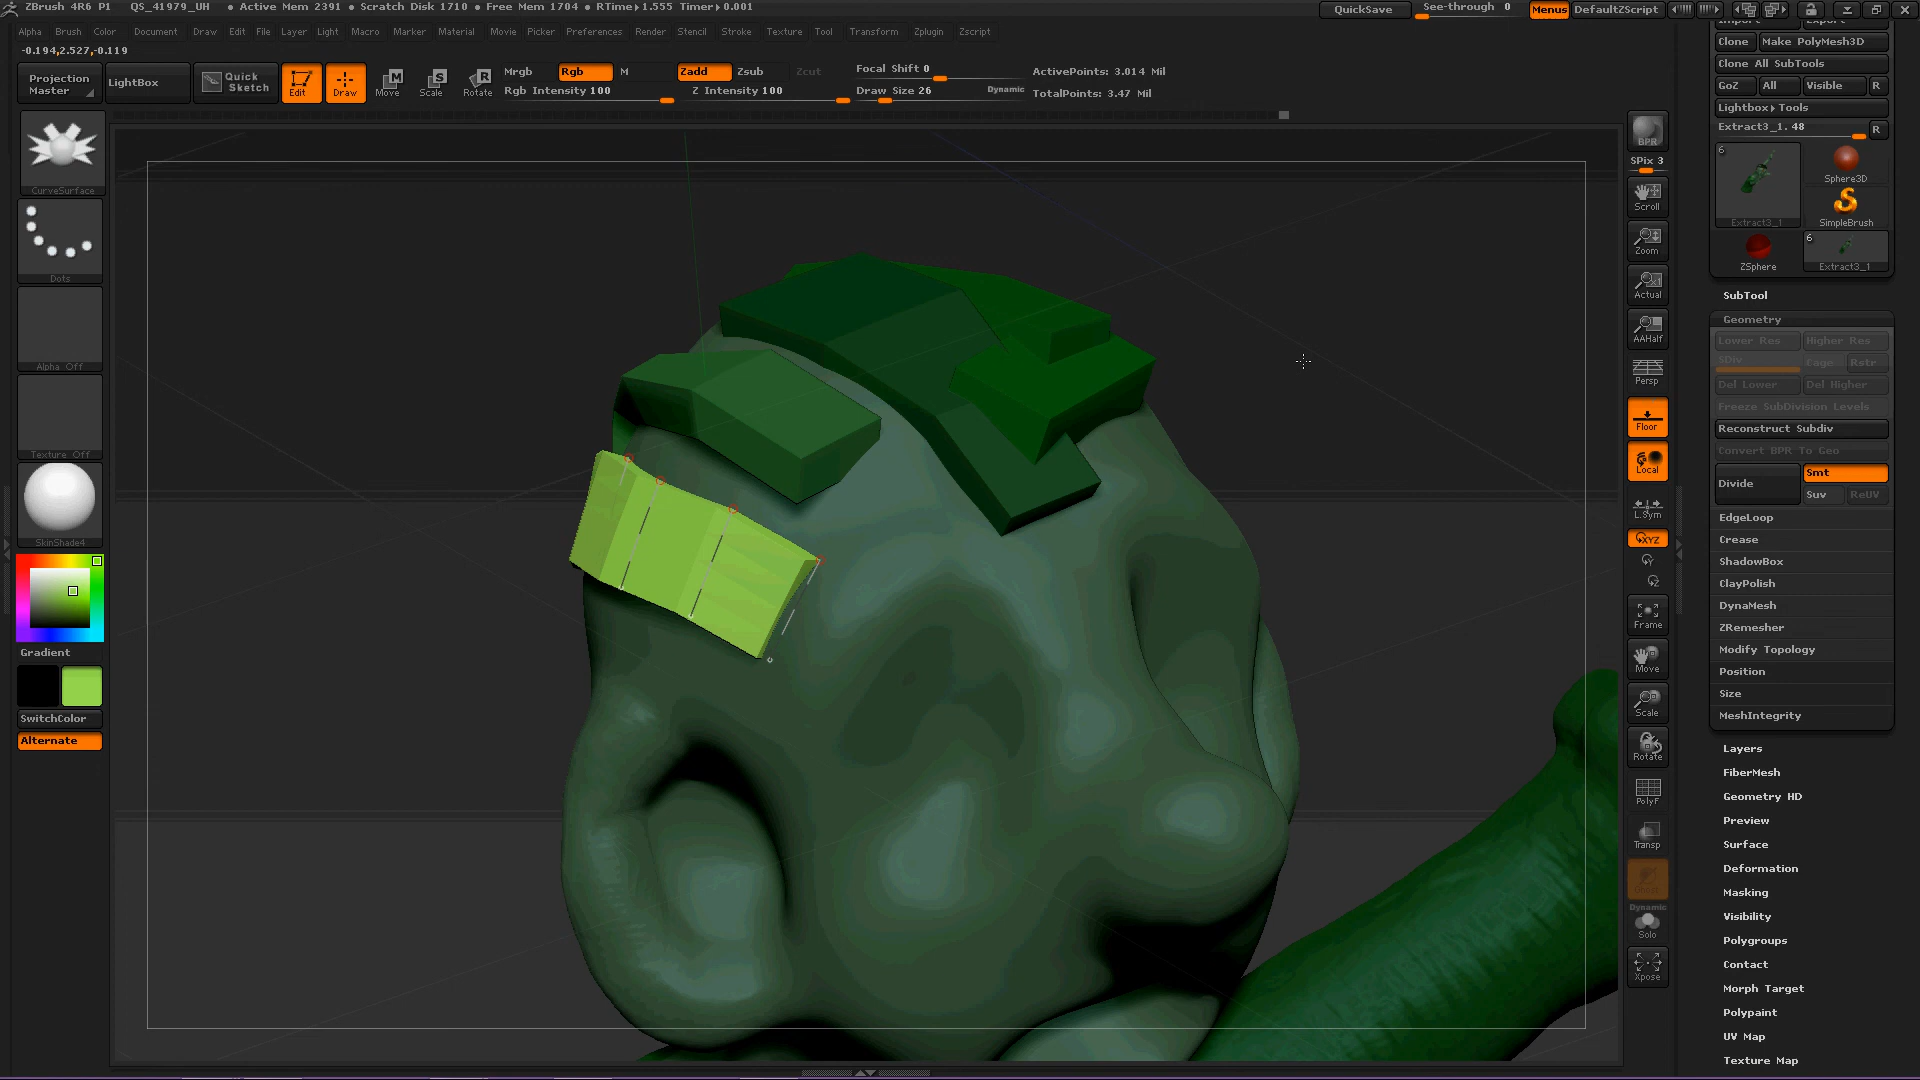 ZBrush 4R6 P1 QS_41979_UH • Active Mem 2391 • Scratch Disk 1710 • Free Mem 1704 • RTime▸1.555 Timer▸0.001
QuickSave See-through 0 Menus DefaultZScript
Alpha Brush Color Document Draw Edit File Layer Light Macro Marker Material Movie Picker Preferences Render Stencil Stroke Texture Tool Transform Zplugin Zscript
-0.194,2.527,-0.119
Projection Master
LightBox
Quick Sketch
Edit
Draw
Move
Scale
Rotate
Mrgb Rgb M
Rgb Intensity 100
Zadd Zsub Zcut
Z Intensity 100
Focal Shift 0
Draw Size 26 Dynamic
ActivePoints: 3.014 Mil
TotalPoints: 3.47 Mil
CurveSurface
Dots
Alpha Off
Texture Off
SkinShade4
Gradient
SwitchColor
Alternate
BPR
SPix 3
Scroll
Zoom
Actual
AAHalf
Persp
Floor
Local
L.Sym
XYZ
Y
Z
Frame
Move
Scale
Rotate
PolyF
Transp
Ghost
Dynamic
Solo
Xpose
Import Export
Clone Make PolyMesh3D
Clone All SubTools
GoZ All Visible R
Lightbox▸Tools
Extract3_1. 48 R
6
Extract3_1
Sphere3D
SimpleBrush
ZSphere
6
Extract3_1
SubTool
Geometry
Lower Res Higher Res
SDiv Cage Rstr
Del Lower Del Higher
Freeze SubDivision Levels
Reconstruct Subdiv
Convert BPR To Geo
Divide Smt
Suv ReUV
EdgeLoop
Crease
ShadowBox
ClayPolish
DynaMesh
ZRemesher
Modify Topology
Position
Size
MeshIntegrity
Layers
FiberMesh
Geometry HD
Preview
Surface
Deformation
Masking
Visibility
Polygroups
Contact
Morph Target
Polypaint
UV Map
Texture Map